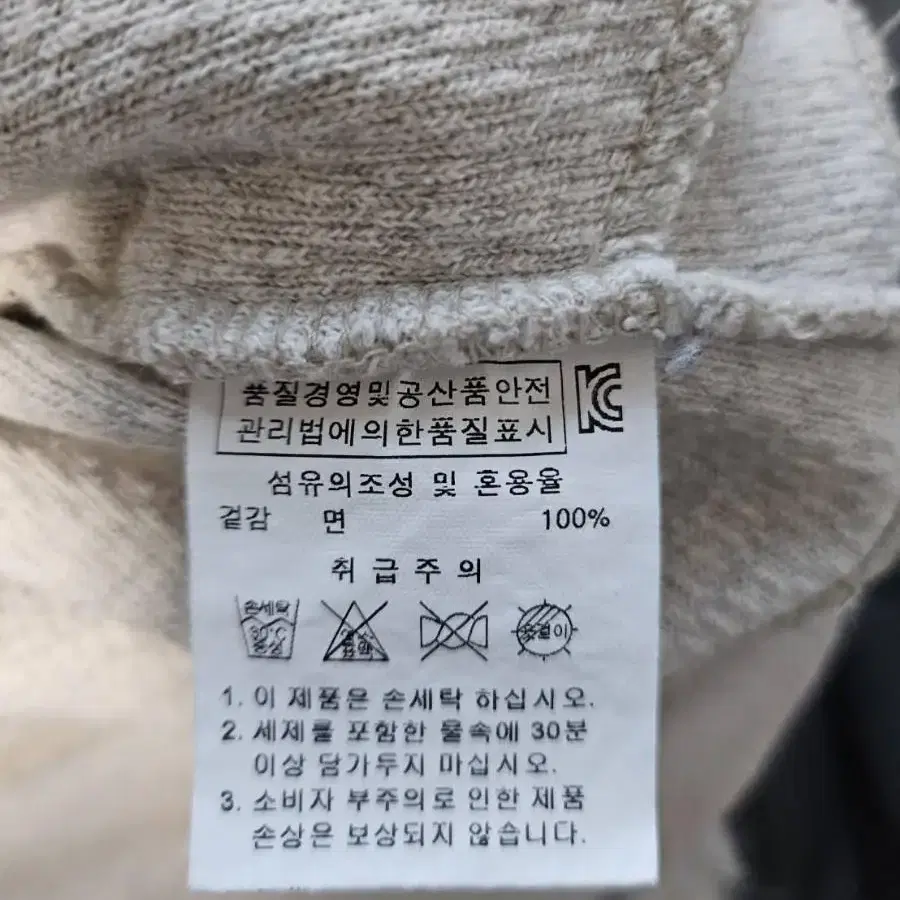 품질경영및공산품안전
관리법에의한품질표시
섬유의조성 및 혼용율
겉감 면 100%
취급주의
손세탁
30°C
중성
옷걸이
1. 이 제품은 손세탁 하십시오.
2. 세제를 포함한 물속에 30분
이상 담가두지 마십시오.
3. 소비자 부주의로 인한 제품
손상은 보상되지 않습니다.